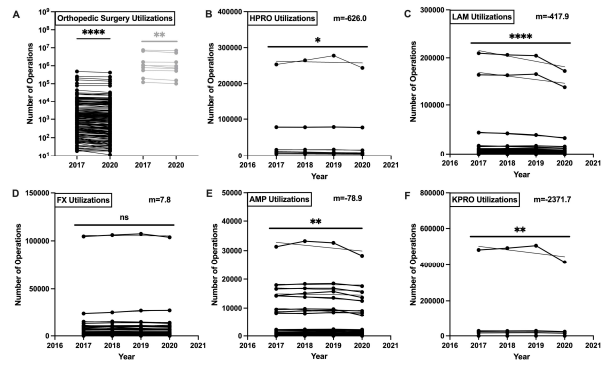 A
Orthopedic Surgery Utilizations
**** **
Number of Operations
10⁹
10⁸
10⁷
10⁶
10⁵
10⁴
10³
10²
10¹
2017 2020 2017 2020
B
HPRO Utilizations m=-626.0
*
Number of Operations
400000
300000
200000
100000
0
2016 2017 2018 2019 2020 2021
Year
C
LAM Utilizations m=-417.9
****
Number of Operations
300000
200000
100000
0
2016 2017 2018 2019 2020 2021
Year
D
FX Utilizations m=7.8
ns
Number of Operations
150000
100000
50000
0
2016 2017 2018 2019 2020 2021
Year
E
AMP Utilizations m=-78.9
**
Number of Operations
50000
40000
30000
20000
10000
0
2016 2017 2018 2019 2020 2021
Year
F
KPRO Utilizations m=-2371.7
**
Number of Operations
800000
600000
400000
200000
0
2016 2017 2018 2019 2020 2021
Year